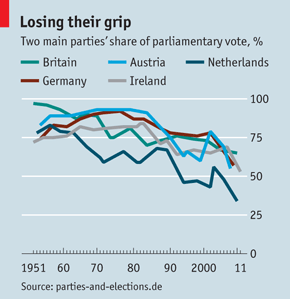 Losing their grip
Two main parties' share of parliamentary vote, %
Britain Austria Netherlands
Germany Ireland
100
75
50
25
0
1951 60 70 80 90 2000 11
Source: parties-and-elections.de